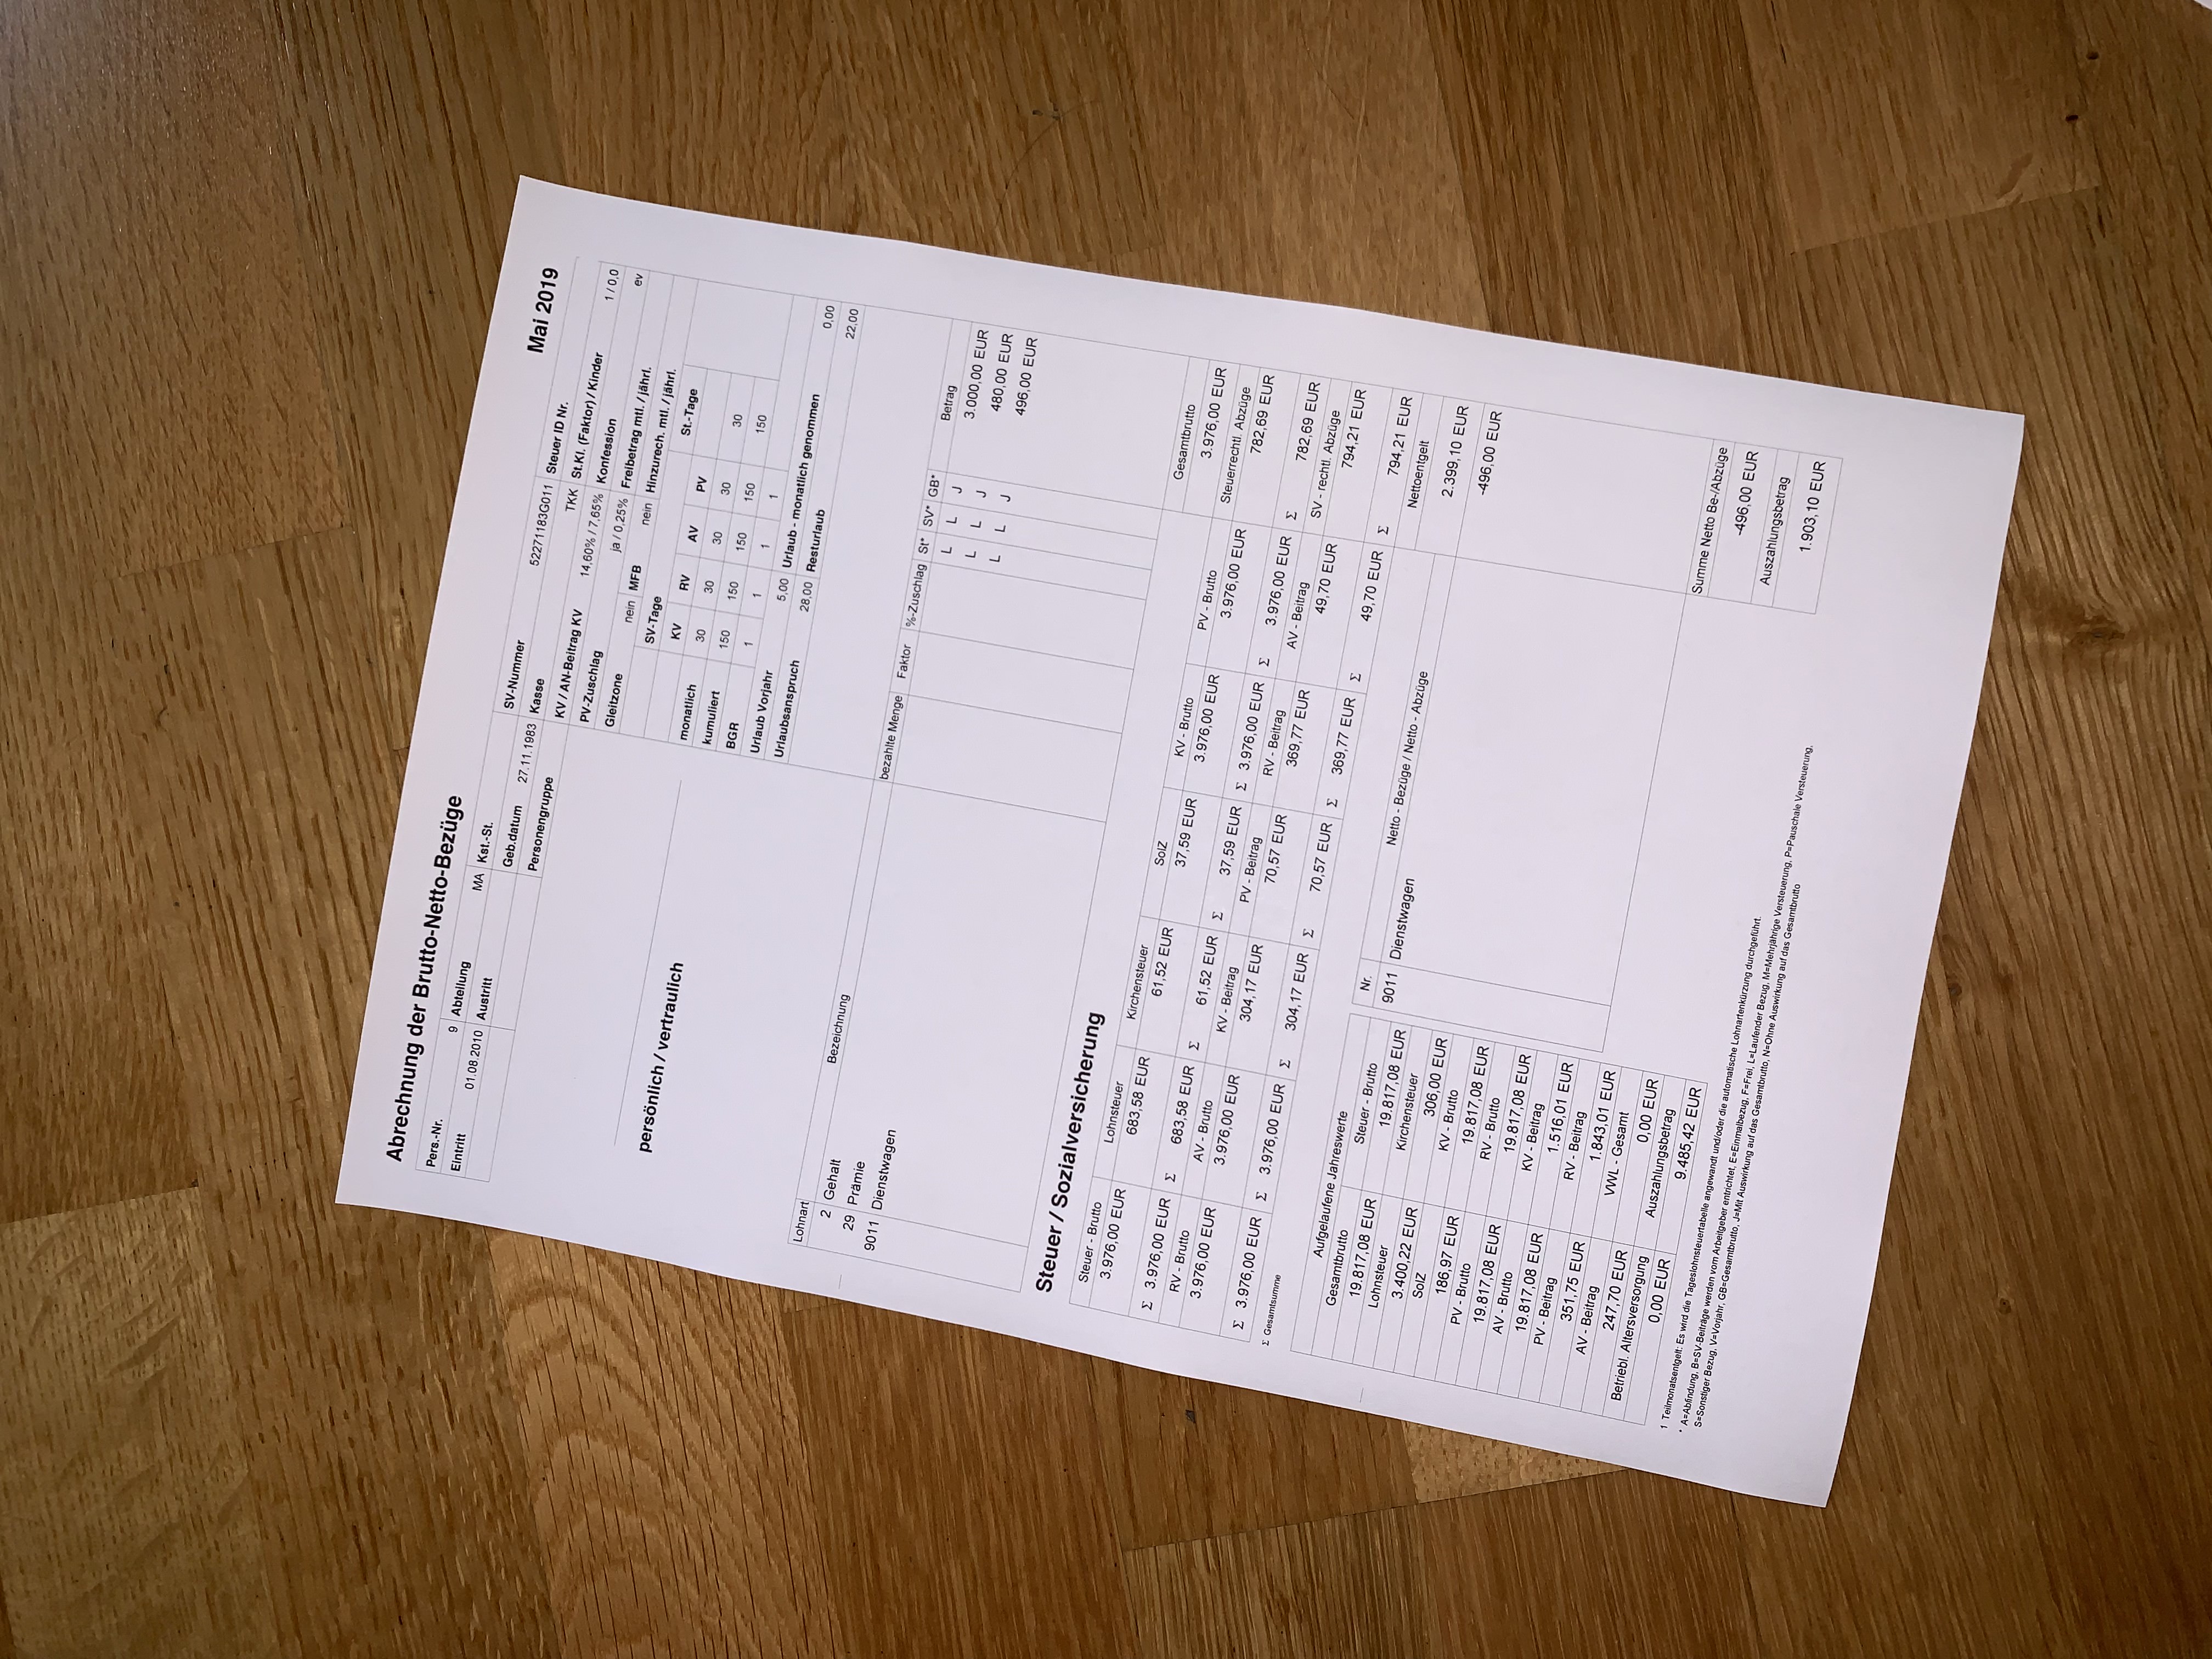 Abrechnung der Brutto-Netto-Bezüge
Mai 2019
Pers.-Nr. 9 Abteilung MA Kst.-St. SV-Nummer 52271183G011 Steuer ID Nr.
Eintritt 01.08.2010 Austritt Geb.datum 27.11.1983 Kasse TKK St.Kl. (Faktor) / Kinder 1 / 0,0
Personengruppe KV / AN-Beitrag KV 14,60% / 7,65% Konfession ev
PV-Zuschlag ja / 0,25% Freibetrag mtl. / jährl.
Gleitzone nein MFB nein Hinzurech. mtl. / jährl.
SV-Tage St.-Tage
KV RV AV PV
monatlich 30 30 30 30 30
kumuliert 150 150 150 150 150
BGR 1 1 1 1
Urlaub Vorjahr 5,00 Urlaub - monatlich genommen 0,00
Urlaubsanspruch 28,00 Resturlaub 22,00
persönlich / vertraulich
Lohnart Bezeichnung bezahlte Menge Faktor %-Zuschlag St* SV* GB* Betrag
2 Gehalt L L J 3.000,00 EUR
29 Prämie L L J 480,00 EUR
9011 Dienstwagen L L J 496,00 EUR
Steuer / Sozialversicherung
Steuer - Brutto Lohnsteuer Kirchensteuer SolZ KV - Brutto PV - Brutto Gesamtbrutto
3.976,00 EUR 683,58 EUR 61,52 EUR 37,59 EUR 3.976,00 EUR 3.976,00 EUR 3.976,00 EUR
Steuerrechtl. Abzüge
782,69 EUR
Σ 3.976,00 EUR Σ 683,58 EUR Σ 61,52 EUR Σ 37,59 EUR Σ 3.976,00 EUR Σ 3.976,00 EUR Σ 782,69 EUR
RV - Brutto AV - Brutto KV - Beitrag PV - Beitrag RV - Beitrag AV - Beitrag SV - rechtl. Abzüge
3.976,00 EUR 3.976,00 EUR 304,17 EUR 70,57 EUR 369,77 EUR 49,70 EUR 794,21 EUR
Σ 3.976,00 EUR Σ 3.976,00 EUR Σ 304,17 EUR Σ 70,57 EUR Σ 369,77 EUR Σ 49,70 EUR Σ 794,21 EUR
Σ Gesamtsumme
Aufgelaufene Jahreswerte
Gesamtbrutto Steuer - Brutto
19.817,08 EUR 19.817,08 EUR
Lohnsteuer Kirchensteuer
3.400,22 EUR 306,00 EUR
SolZ KV - Brutto
186,97 EUR 19.817,08 EUR
PV - Brutto RV - Brutto
19.817,08 EUR 19.817,08 EUR
AV - Brutto KV - Beitrag
19.817,08 EUR 1.516,01 EUR
PV - Beitrag RV - Beitrag
351,75 EUR 1.843,01 EUR
AV - Beitrag VWL - Gesamt
247,70 EUR 0,00 EUR
Betriebl. Altersversorgung Auszahlungsbetrag
0,00 EUR 9.485,42 EUR
Nr. Netto - Bezüge / Netto - Abzüge Nettoentgelt
2.399,10 EUR
9011 Dienstwagen -496,00 EUR
Summe Netto Be-/Abzüge
-496,00 EUR
Auszahlungsbetrag
1.903,10 EUR
1 Teilmonatsentgelt: Es wird die Tageslohnsteuertabelle angewandt und/oder die automatische Lohnartenkürzung durchgeführt.
* A=Abfindung, B=SV-Beiträge werden vom Arbeitgeber entrichtet, E=Einmalbezug, F=Frei, L=Laufender Bezug, M=Mehrjährige Versteuerung, P=Pauschale Versteuerung,
S=Sonstiger Bezug, V=Vorjahr, GB=Gesamtbrutto, J=Mit Auswirkung auf das Gesamtbrutto, N=Ohne Auswirkung auf das Gesamtbrutto